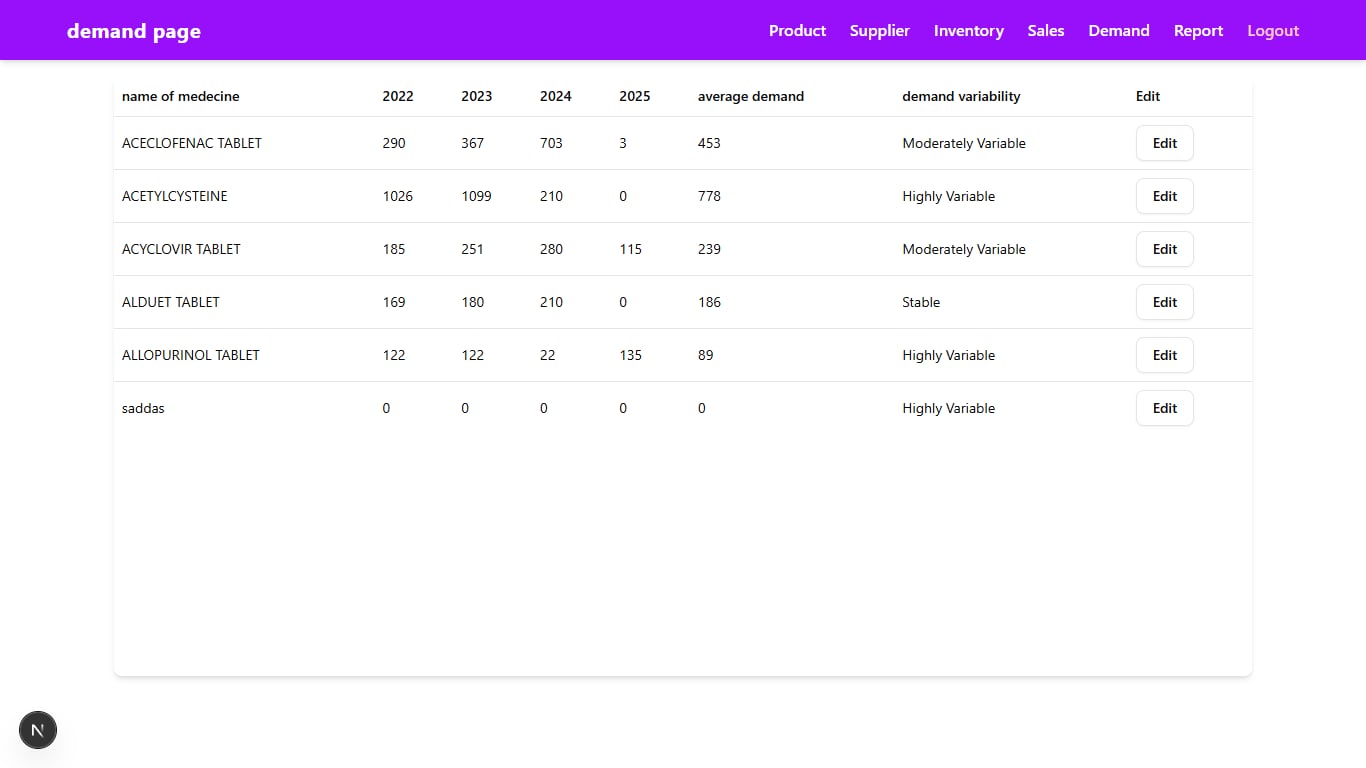 demand page Product Supplier Inventory Sales Demand Report Logout
name of medecine 2022 2023 2024 2025 average demand demand variability Edit
ACECLOFENAC TABLET 290 367 703 3 453 Moderately Variable Edit
ACETYLCYSTEINE 1026 1099 210 0 778 Highly Variable Edit
ACYCLOVIR TABLET 185 251 280 115 239 Moderately Variable Edit
ALDUET TABLET 169 180 210 0 186 Stable Edit
ALLOPURINOL TABLET 122 122 22 135 89 Highly Variable Edit
saddas 0 0 0 0 0 Highly Variable Edit
N